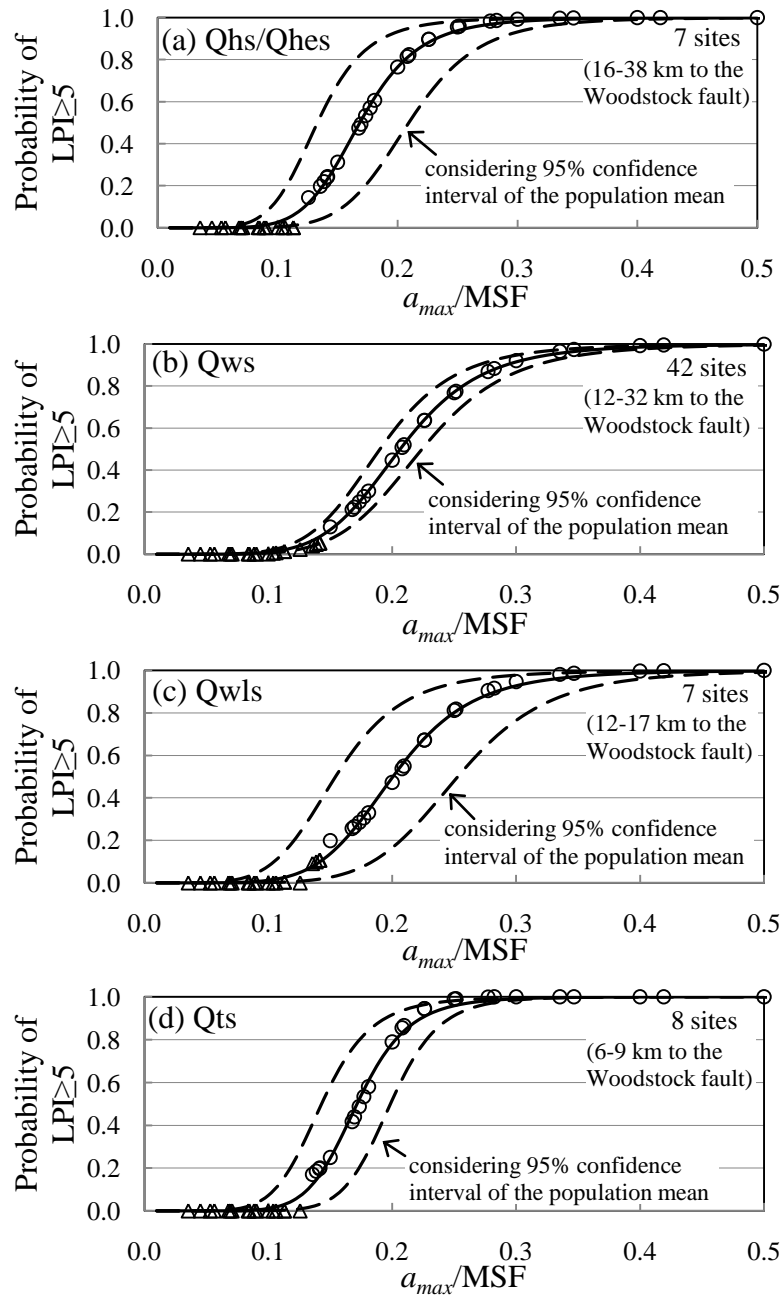 Probability of
LPI≥5
1.0
0.8
0.6
0.4
0.2
0.0
(a) Qhs/Qhes
7 sites
(16-38 km to the
Woodstock fault)
considering 95% confidence
interval of the population mean
0.0 0.1 0.2 0.3 0.4 0.5
amax/MSF
Probability of
LPI≥5
1.0
0.8
0.6
0.4
0.2
0.0
(b) Qws
42 sites
(12-32 km to the
Woodstock fault)
considering 95% confidence
interval of the population mean
0.0 0.1 0.2 0.3 0.4 0.5
amax/MSF
Probability of
LPI≥5
1.0
0.8
0.6
0.4
0.2
0.0
(c) Qwls
7 sites
(12-17 km to the
Woodstock fault)
considering 95% confidence
interval of the population mean
0.0 0.1 0.2 0.3 0.4 0.5
amax/MSF
Probability of
LPI≥5
1.0
0.8
0.6
0.4
0.2
0.0
(d) Qts
8 sites
(6-9 km to the
Woodstock fault)
considering 95% confidence
interval of the population mean
0.0 0.1 0.2 0.3 0.4 0.5
amax/MSF